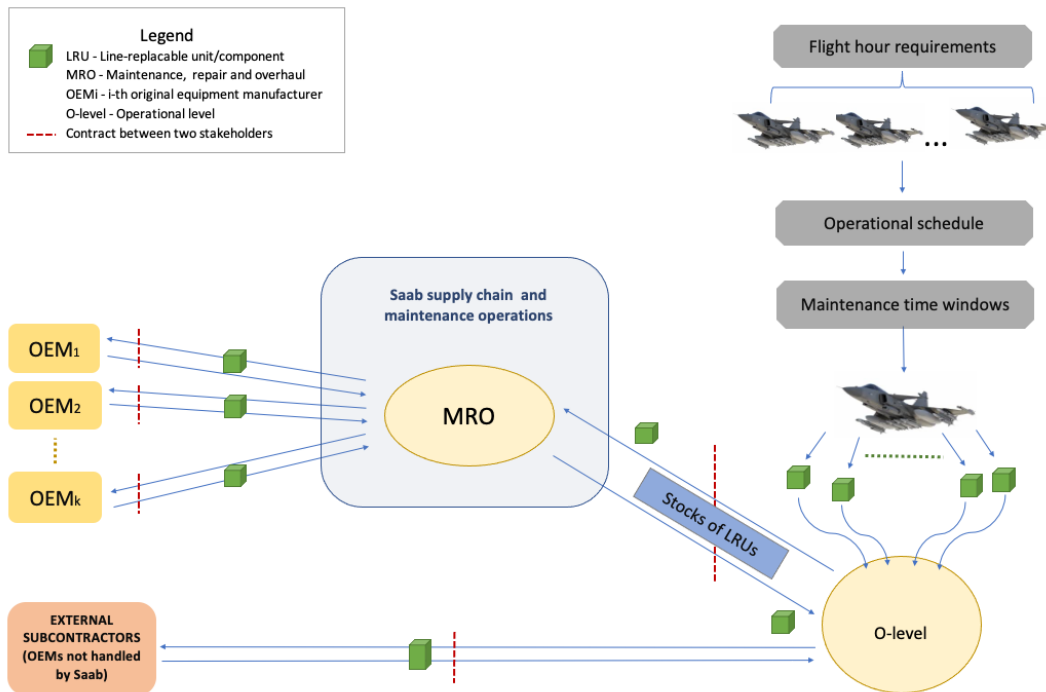 Legend
LRU - Line-replacable unit/component
MRO - Maintenance, repair and overhaul
OEMi - i-th original equipment manufacturer
O-level - Operational level
Contract between two stakeholders
Flight hour requirements
...
Operational schedule
Maintenance time windows
Saab supply chain and
maintenance operations
MRO
OEM₁
OEM₂
OEMₖ
Stocks of LRUs
O-level
EXTERNAL
SUBCONTRACTORS
(OEMs not handled
by Saab)